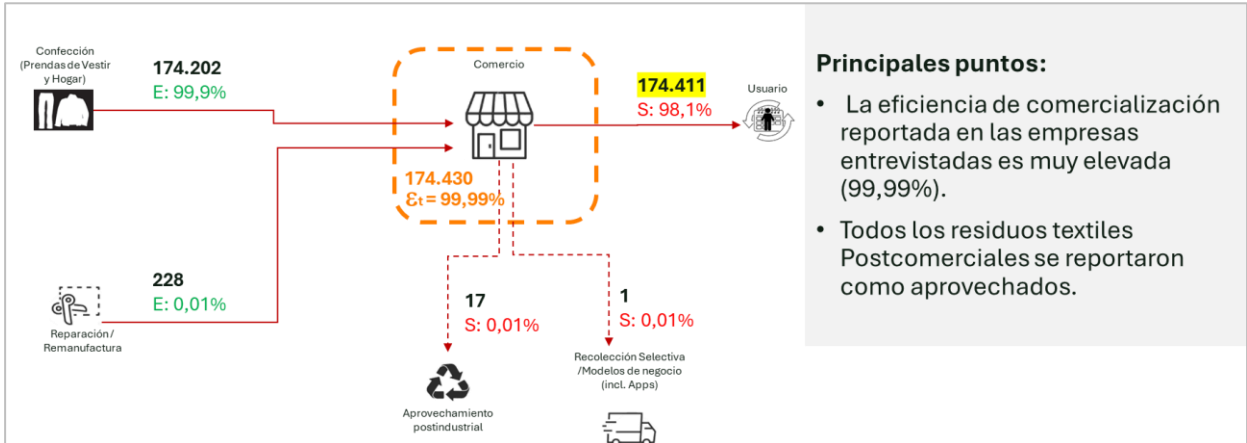 Confección
(Prendas de Vestir
y Hogar)
174.202
E: 99,9%
Comercio
174.411
S: 98,1%
Usuario
174.430
Ɛt = 99,99%
228
E: 0,01%
Reparación /
Remanufactura
17
S: 0,01%
1
S: 0,01%
Aprovechamiento
postindustrial
Recolección Selectiva
/Modelos de negocio
(incl. Apps)
Principales puntos:
• La eficiencia de comercialización
reportada en las empresas
entrevistadas es muy elevada
(99,99%).
• Todos los residuos textiles
Postcomerciales se reportaron
como aprovechados.